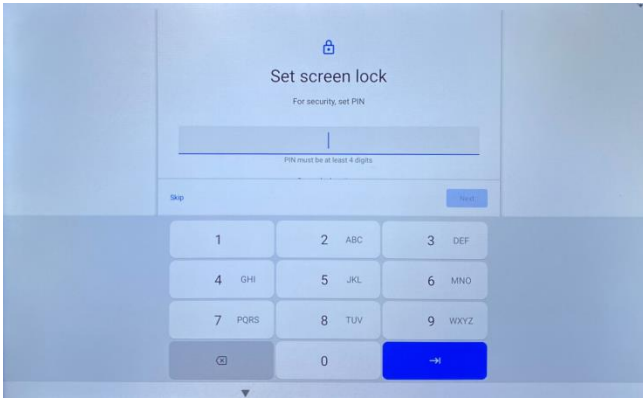 Set screen lock
For security, set PIN
PIN must be at least 4 digits
Skip Next
1 2 ABC 3 DEF
4 GHI 5 JKL 6 MNO
7 PQRS 8 TUV 9 WXYZ
0